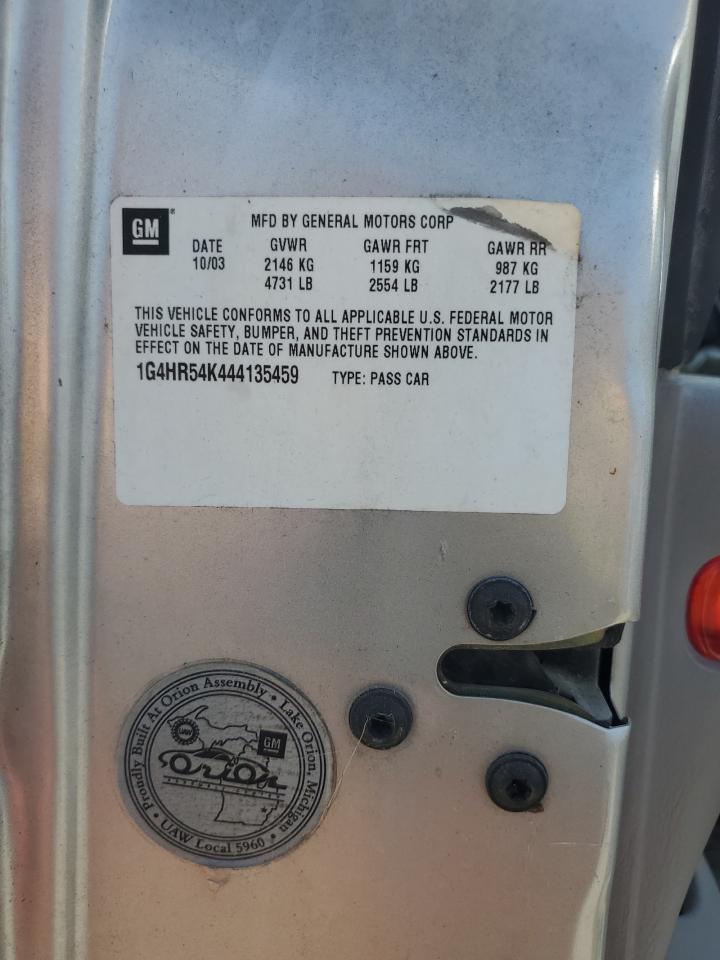 GM
MFD BY GENERAL MOTORS CORP
DATE GVWR GAWR FRT GAWR RR
10/03 2146 KG 1159 KG 987 KG
4731 LB 2554 LB 2177 LB
THIS VEHICLE CONFORMS TO ALL APPLICABLE U.S. FEDERAL MOTOR
VEHICLE SAFETY, BUMPER, AND THEFT PREVENTION STANDARDS IN
EFFECT ON THE DATE OF MANUFACTURE SHOWN ABOVE.
1G4HR54K444135459 TYPE: PASS CAR
Proudly Built At Orion Assembly • Lake Orion, Michigan
UAW
GM
Orion
• UAW Local 5960 •